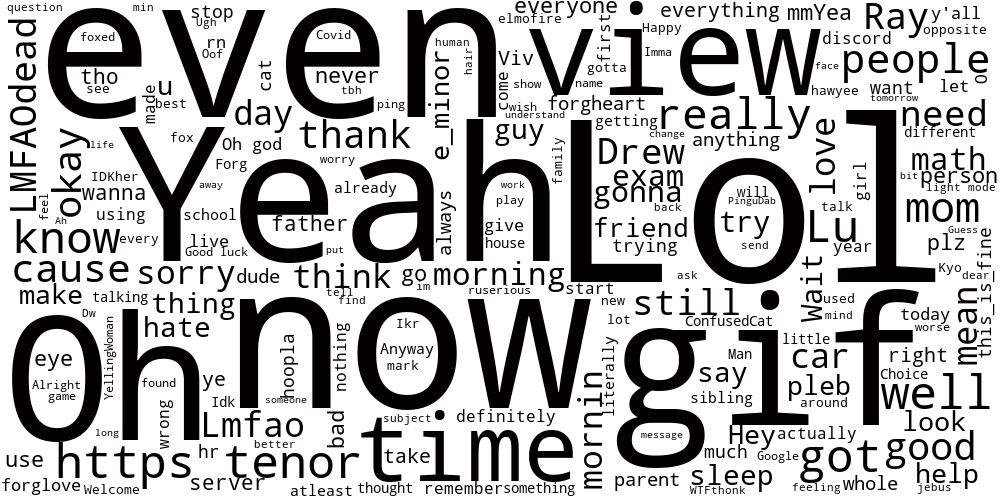 question
min
stop
everyone
everything
mmYea
Ray
y'all
Ugh
elmofire
first
Happy
opposite
LMFAOdead
even
foxed
rn
Oof
Covid
human
hair
view
Imma
discord
people
tho
see
u
best
made
cat
never
tbh
ping
e_minor
Viv
come
show
wish
gotta
name
face
hawyee
want
tomorrow
let
Ol
day
thank
guy
understand
forgheart
getting
really
change
anything
need
different
okay
life
fox
Oh god
Forg
worry
family
Drew
exam
love
girl
math
person
bit
light mode
IDKher
wanna
away
already
work
play
gonna
back
will
PinguDab
try
send
talk
feel
Ah
using
school
father
always
give
house
friend
trying
Lu
year
mom
Guess
plz
know
every
live
Good luck
Yeah
put
Lol
Kyo
dear
this_is_fine
cause
sorry
dude
think
go
im
morning
ask
Wait
make
talking
thing
tell
find
ruserious
start
new
still
used
mind
mean
today
worse
Dw
YellingWoman
hate
hoopla
nothing
Ikr
Anyway
mark
lot
ConfusedCat
little
Man
car
right
Choice
eye
Alright
game
Oh
found
ye
Idk
someone
now
literally
say
sibling
pleb
around
gif
well
long
wrong
Lmfao
better
bad
subject
definitely
mornin
message
Hey
actually
look
use
https
hr
tenor
take
time
much
Google
got
good
forglove
Welcome
server
atleast
thought
remember
something
parent
sleep
WTFthonk
feeling
whole
jebus
help